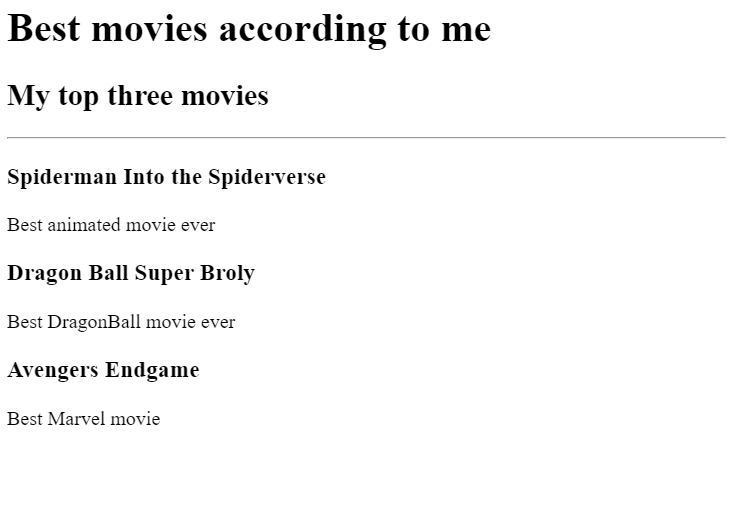 Best movies according to me
My top three movies
Spiderman Into the Spiderverse
Best animated movie ever
Dragon Ball Super Broly
Best DragonBall movie ever
Avengers Endgame
Best Marvel movie